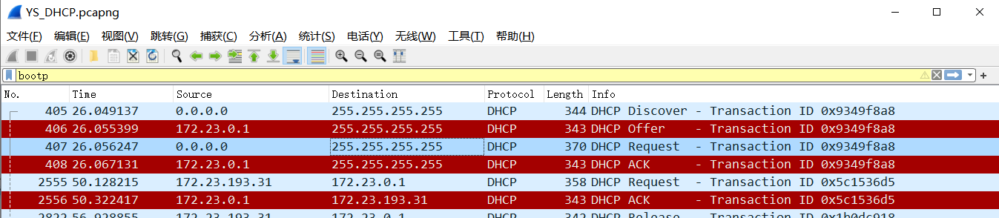 YS_DHCP.pcapng
文件(F) 编辑(E) 视图(V) 跳转(G) 捕获(C) 分析(A) 统计(S) 电话(Y) 无线(W) 工具(T) 帮助(H)
bootp
No. Time Source Destination Protocol Length Info
405 26.049137 0.0.0.0 255.255.255.255 DHCP 344 DHCP Discover - Transaction ID 0x9349f8a8
406 26.055399 172.23.0.1 255.255.255.255 DHCP 343 DHCP Offer - Transaction ID 0x9349f8a8
407 26.056247 0.0.0.0 255.255.255.255 DHCP 370 DHCP Request - Transaction ID 0x9349f8a8
408 26.067131 172.23.0.1 255.255.255.255 DHCP 343 DHCP ACK - Transaction ID 0x9349f8a8
2555 50.128215 172.23.193.31 172.23.0.1 DHCP 358 DHCP Request - Transaction ID 0x5c1536d5
2556 50.322417 172.23.0.1 172.23.193.31 DHCP 343 DHCP ACK - Transaction ID 0x5c1536d5
2822 56.928855 172.23.193.31 172.23.0.1 DHCP 342 DHCP Release - Transaction ID 0x1b0dc918